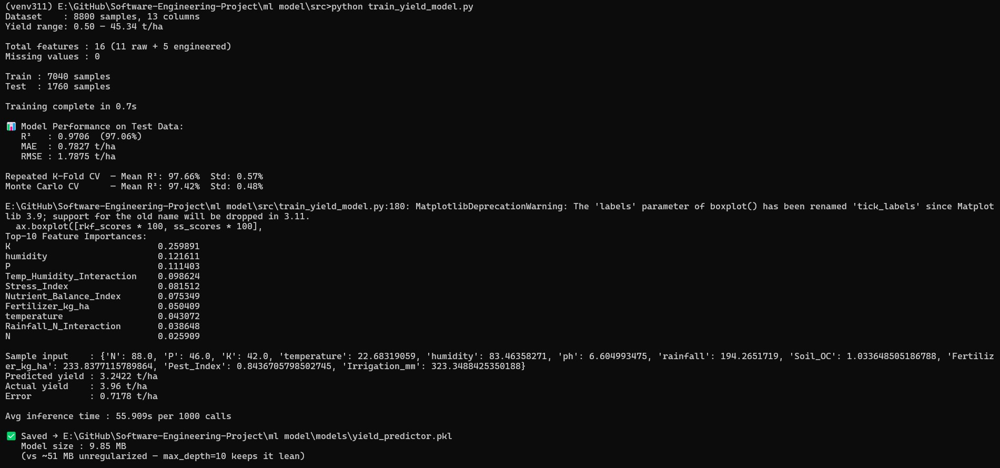 (venv311) E:\GitHub\Software-Engineering-Project\ml model\src>python train_yield_model.py
Dataset    : 8800 samples, 13 columns
Yield range: 0.50 – 45.34 t/ha
Total features : 16 (11 raw + 5 engineered)
Missing values : 0
Train : 7040 samples
Test  : 1760 samples
Training complete in 0.7s
📊 Model Performance on Test Data:
R²   : 0.9706  (97.06%)
MAE  : 0.7827 t/ha
RMSE : 1.7875 t/ha
Repeated K-Fold CV  — Mean R²: 97.66%  Std: 0.57%
Monte Carlo CV      — Mean R²: 97.42%  Std: 0.48%
E:\GitHub\Software-Engineering-Project\ml model\src\train_yield_model.py:180: MatplotlibDeprecationWarning: The 'labels' parameter of boxplot() has been renamed 'tick_labels' since Matplot
lib 3.9; support for the old name will be dropped in 3.11.
ax.boxplot([rkf_scores * 100, ss_scores * 100],
Top-10 Feature Importances:
K                            0.259891
humidity                     0.121611
P                            0.111403
Temp_Humidity_Interaction    0.098624
Stress_Index                 0.081512
Nutrient_Balance_Index       0.075349
Fertilizer_kg_ha             0.050409
temperature                  0.043072
Rainfall_N_Interaction       0.038648
N                            0.025909
Sample input    : {'N': 88.0, 'P': 46.0, 'K': 42.0, 'temperature': 22.68319059, 'humidity': 83.46358271, 'ph': 6.604993475, 'rainfall': 194.2651719, 'Soil_OC': 1.033648505186788, 'Fertiliz
er_kg_ha': 233.8377115789864, 'Pest_Index': 0.8436705798502745, 'Irrigation_mm': 323.3488425350188}
Predicted yield : 3.2422 t/ha
Actual yield    : 3.96 t/ha
Error           : 0.7178 t/ha
Avg inference time : 55.909s per 1000 calls
✅ Saved → E:\GitHub\Software-Engineering-Project\ml model\models\yield_predictor.pkl
Model size : 9.85 MB
(vs ~51 MB unregularized — max_depth=10 keeps it lean)